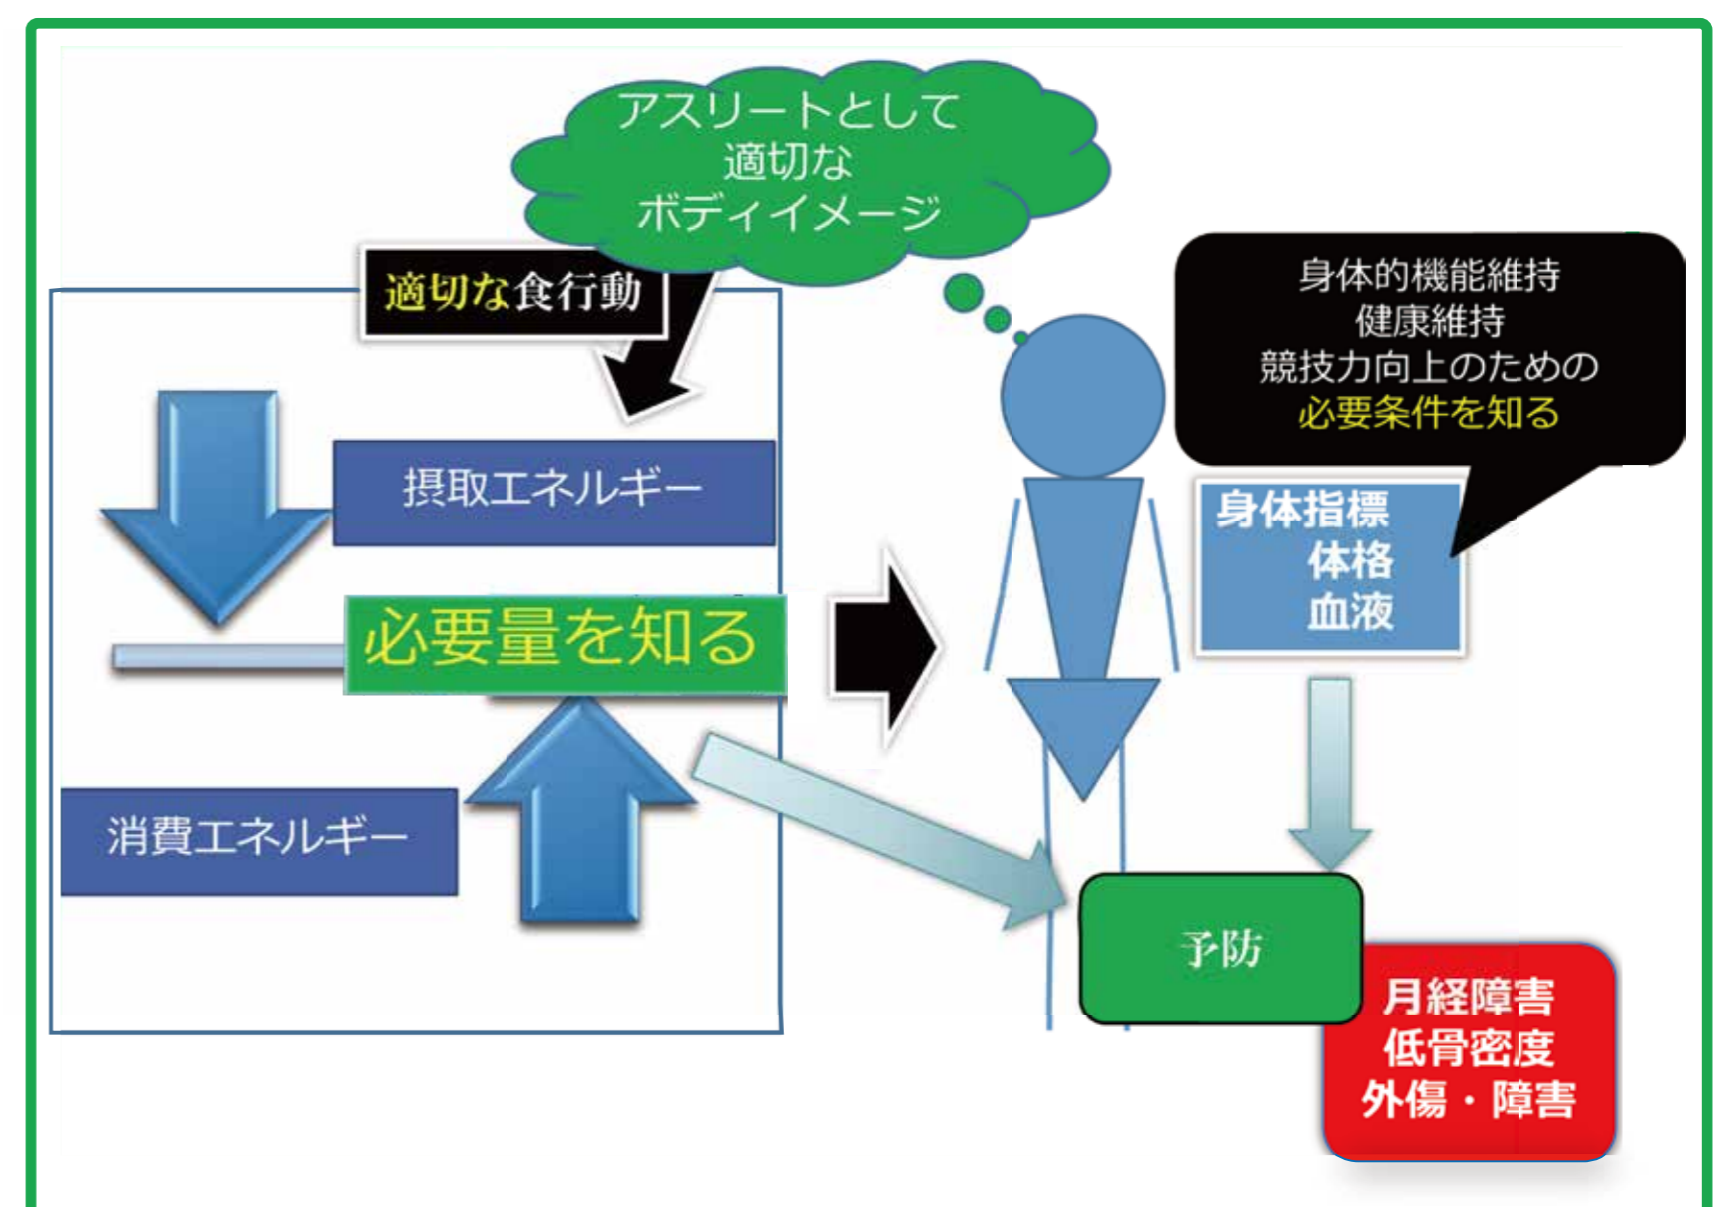 アスリートとして
適切な
ボディイメージ
適切な食行動
身体的機能維持
健康維持
競技力向上のための
必要条件を知る
摂取エネルギー
身体指標
体格
血液
必要量を知る
消費エネルギー
予防
月経障害
低骨密度
外傷・障害